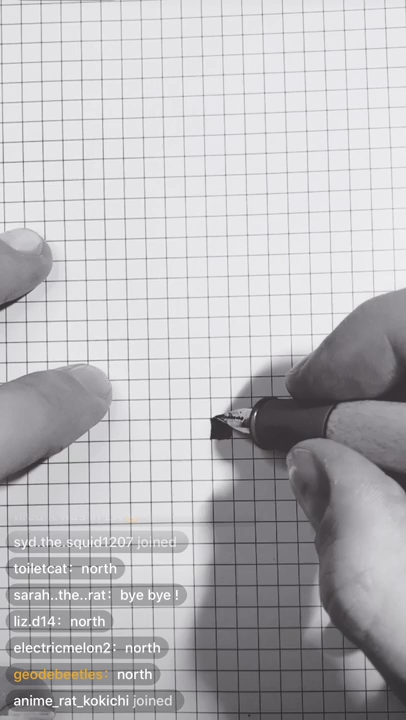 syd.the.squid1207 joined
toiletcat: north
sarah..the..rat: bye bye !
liz.d14: north
electricmelon2: north
geodebeetles: north
anime_rat_kokichi joined